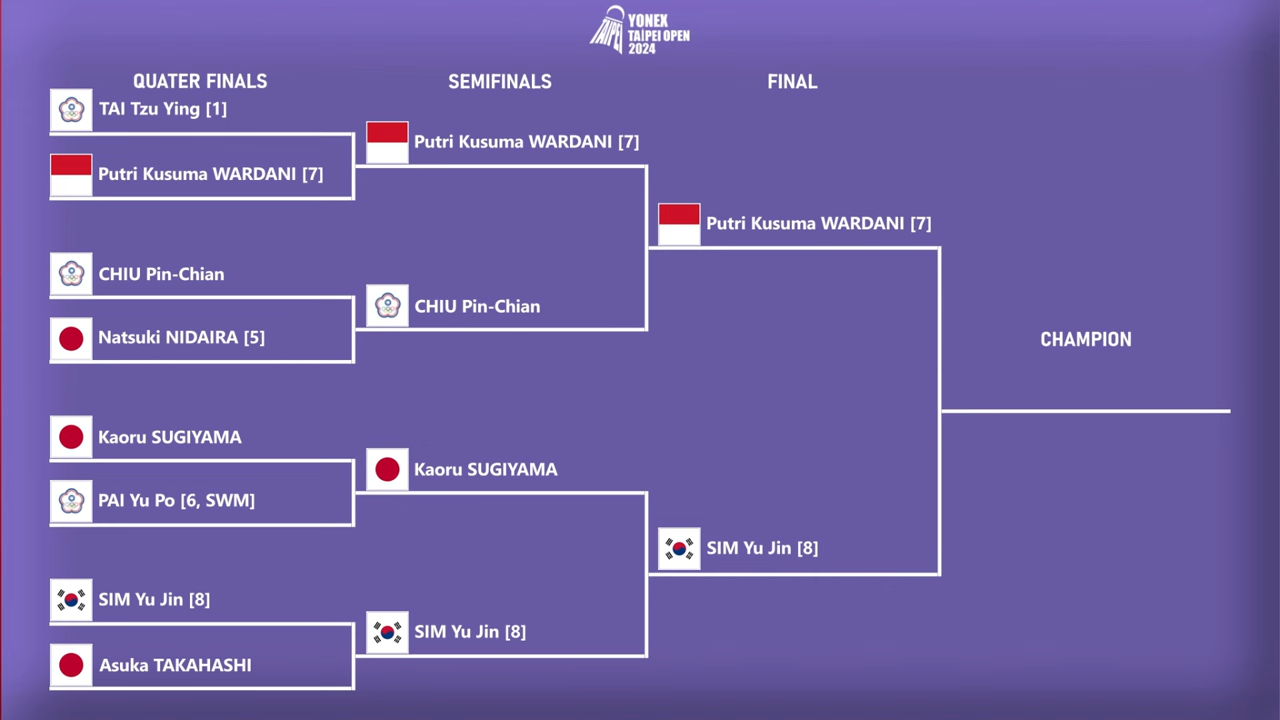 YONEX
TAIPEI OPEN
2024
TAIPEI
QUATER FINALS
SEMIFINALS
FINAL
TAI Tzu Ying [1]
Putri Kusuma WARDANI [7]
CHIU Pin-Chian
Natsuki NIDAIRA [5]
Kaoru SUGIYAMA
PAI Yu Po [6, SWM]
SIM Yu Jin [8]
Asuka TAKAHASHI
Putri Kusuma WARDANI [7]
CHIU Pin-Chian
Kaoru SUGIYAMA
SIM Yu Jin [8]
Putri Kusuma WARDANI [7]
SIM Yu Jin [8]
CHAMPION